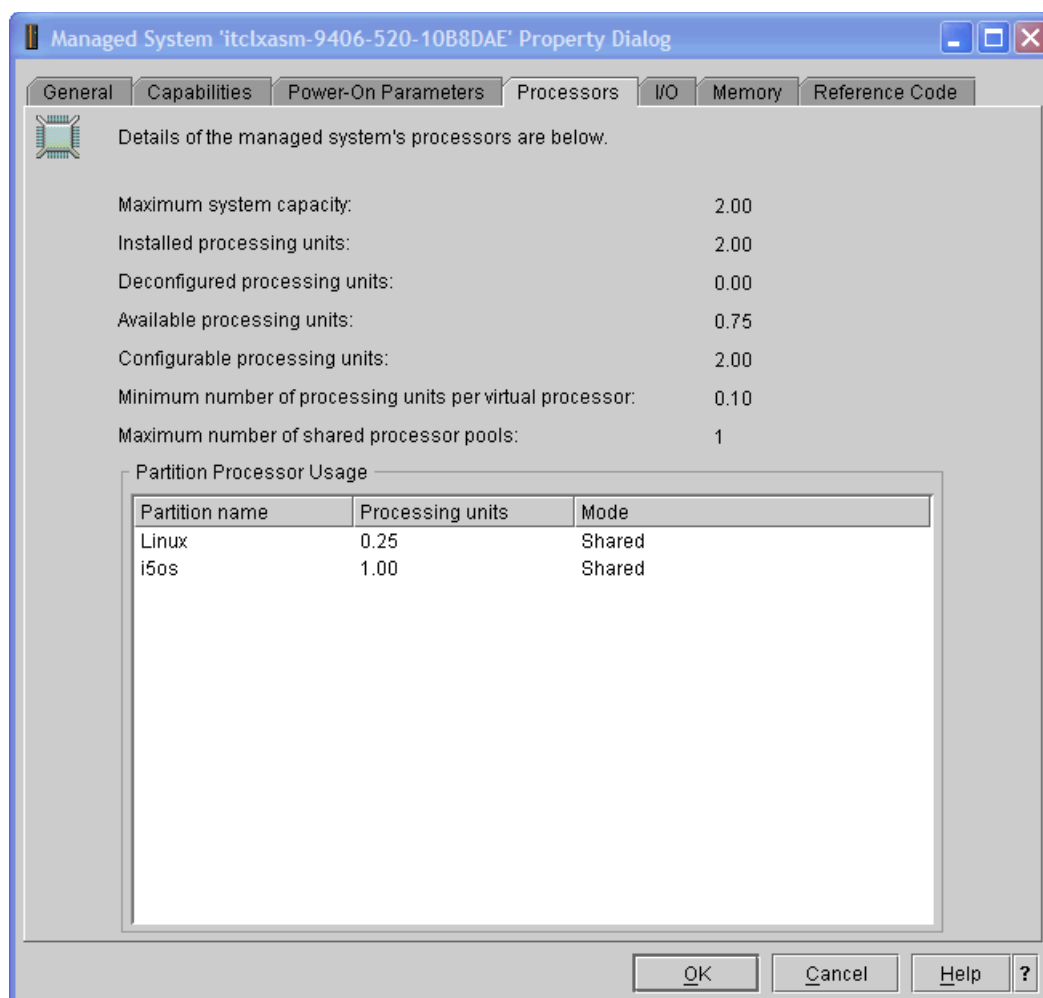 Managed System 'itclxasm-9406-520-10B8DAE' Property Dialog
General Capabilities Power-On Parameters Processors I/O Memory Reference Code
Details of the managed system's processors are below.
Maximum system capacity: 2.00
Installed processing units: 2.00
Deconfigured processing units: 0.00
Available processing units: 0.75
Configurable processing units: 2.00
Minimum number of processing units per virtual processor: 0.10
Maximum number of shared processor pools: 1
Partition Processor Usage
Partition name Processing units Mode
Linux 0.25 Shared
i5os 1.00 Shared
OK Cancel Help ?